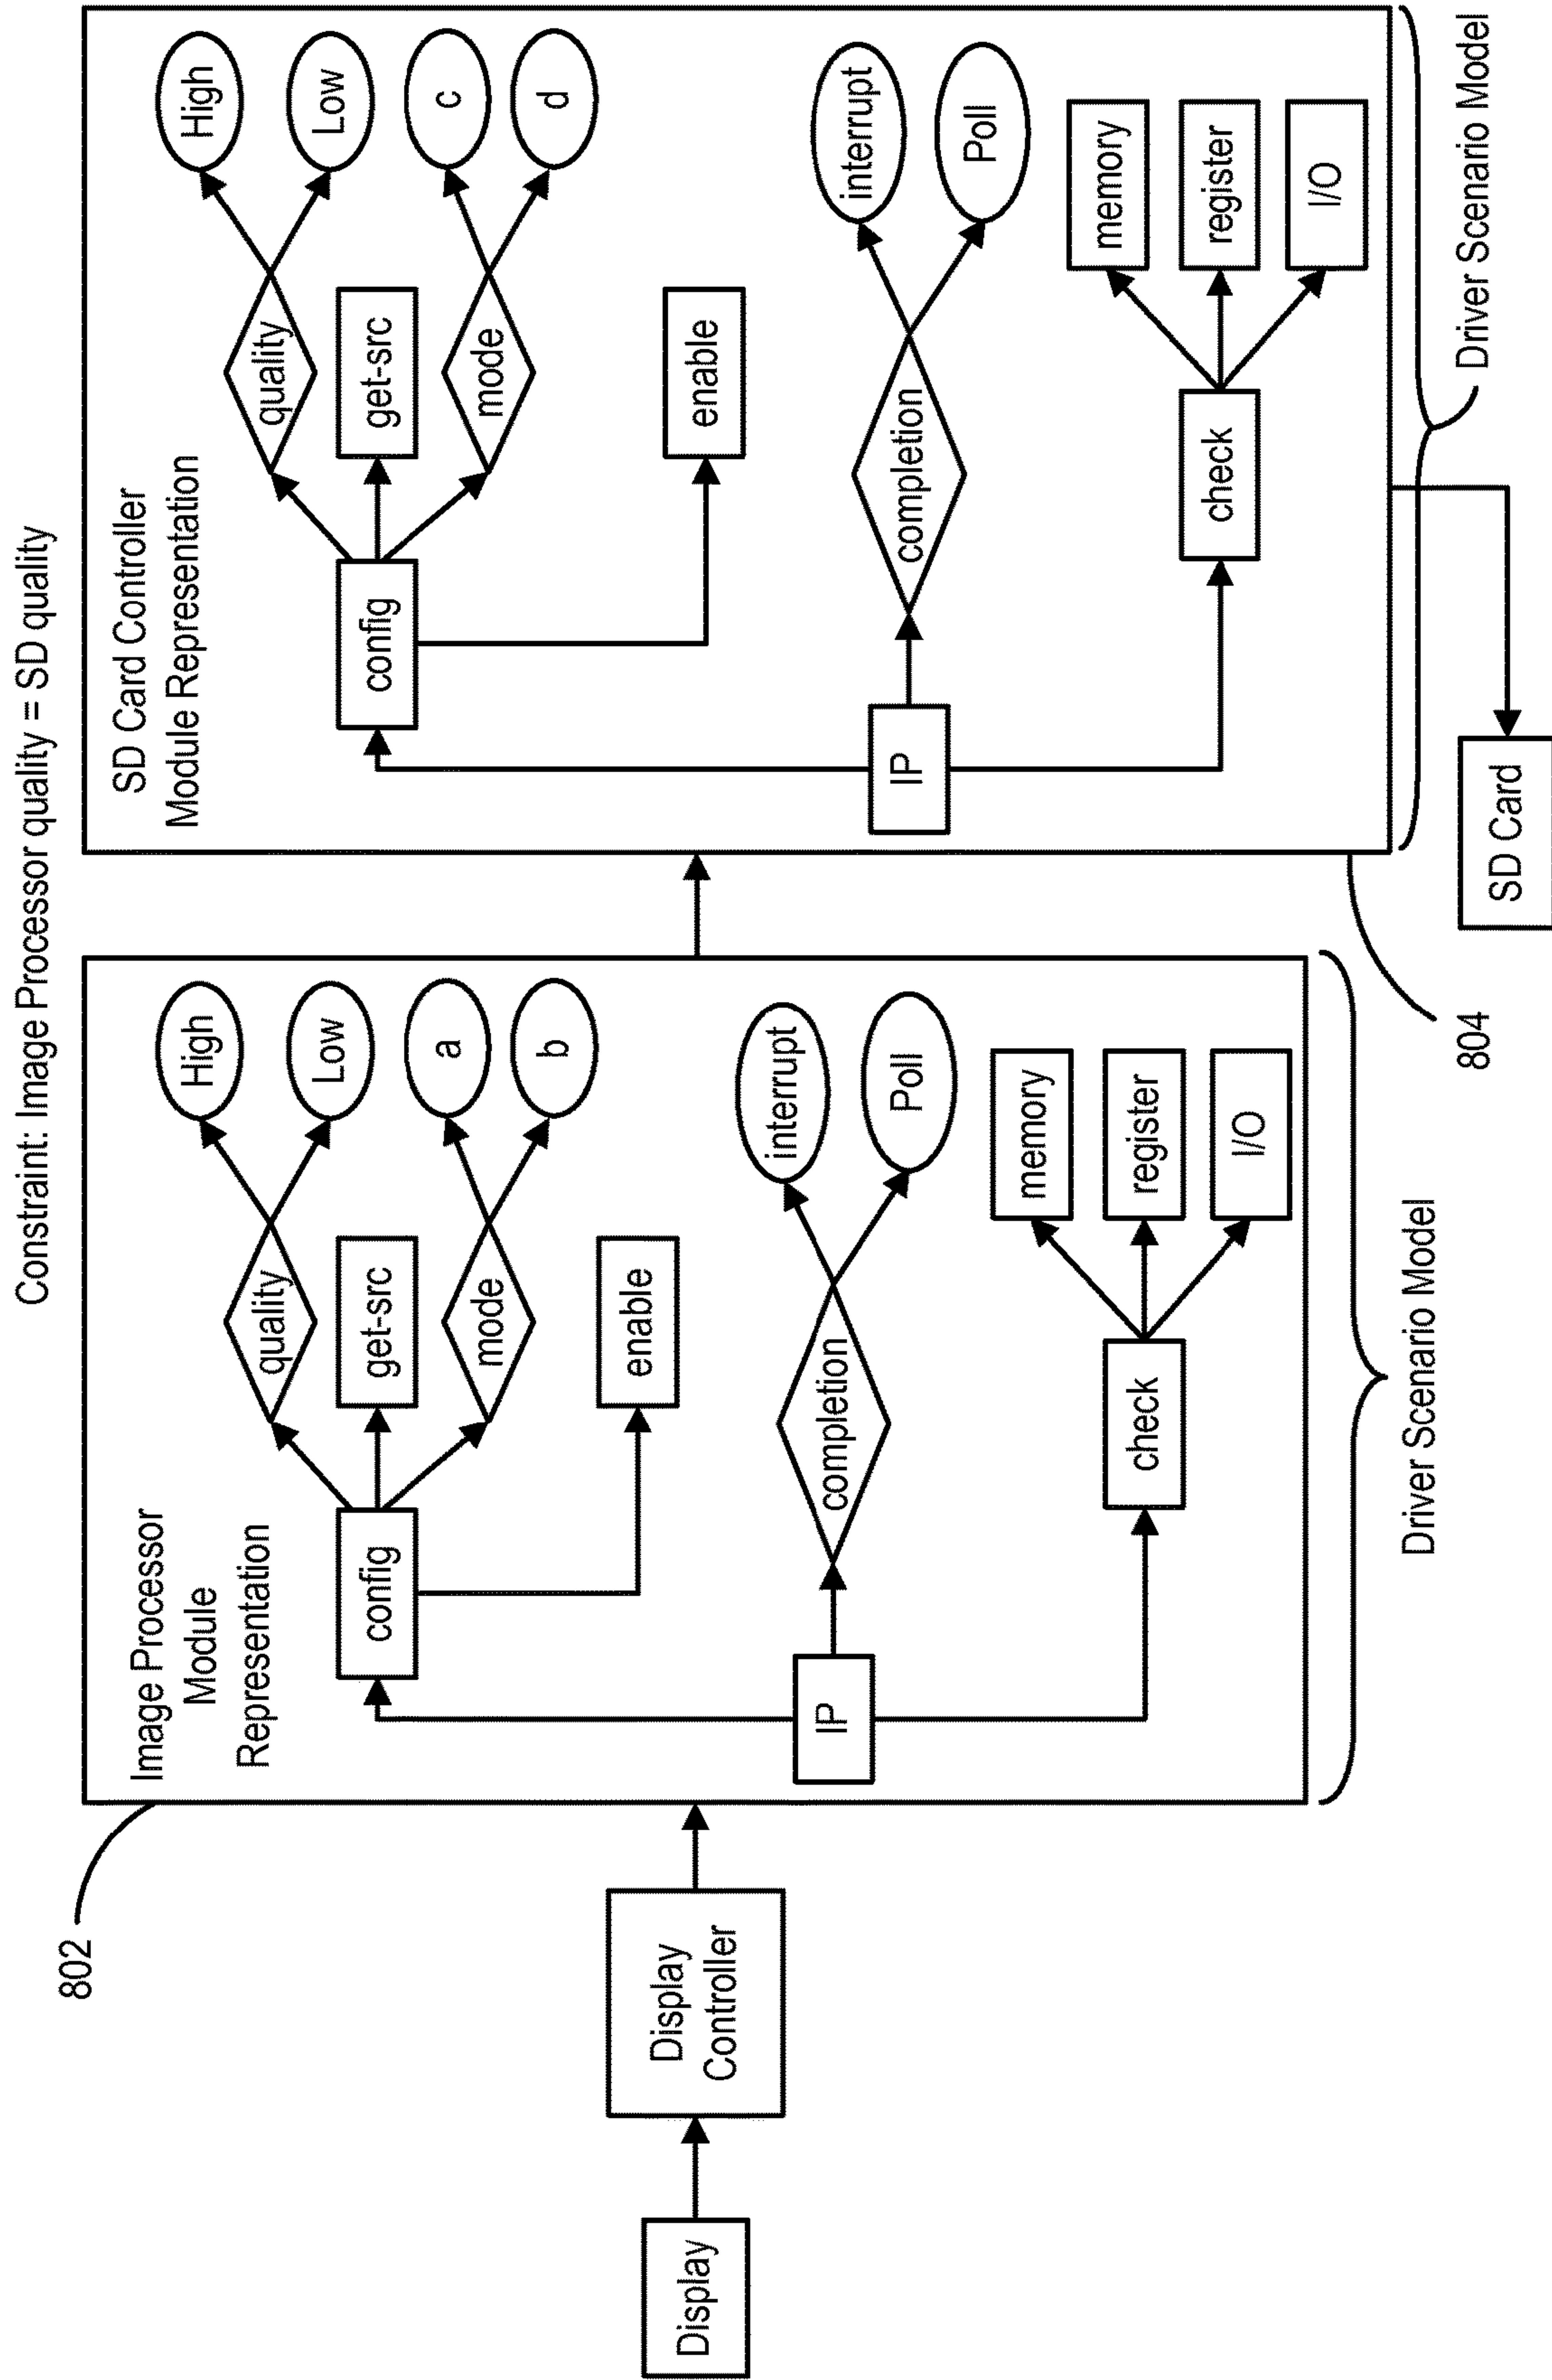 Constraint: Image Processor quality = SD quality
802
Display
Display
Controller
Image Processor
Module
Representation
config
quality
High
Low
get-src
mode
a
b
enable
IP
completion
interrupt
Poll
check
memory
register
I/O
Driver Scenario Model
SD Card Controller
Module Representation
config
quality
High
Low
get-src
mode
c
d
enable
IP
completion
interrupt
Poll
check
memory
register
I/O
804
SD Card
Driver Scenario Model